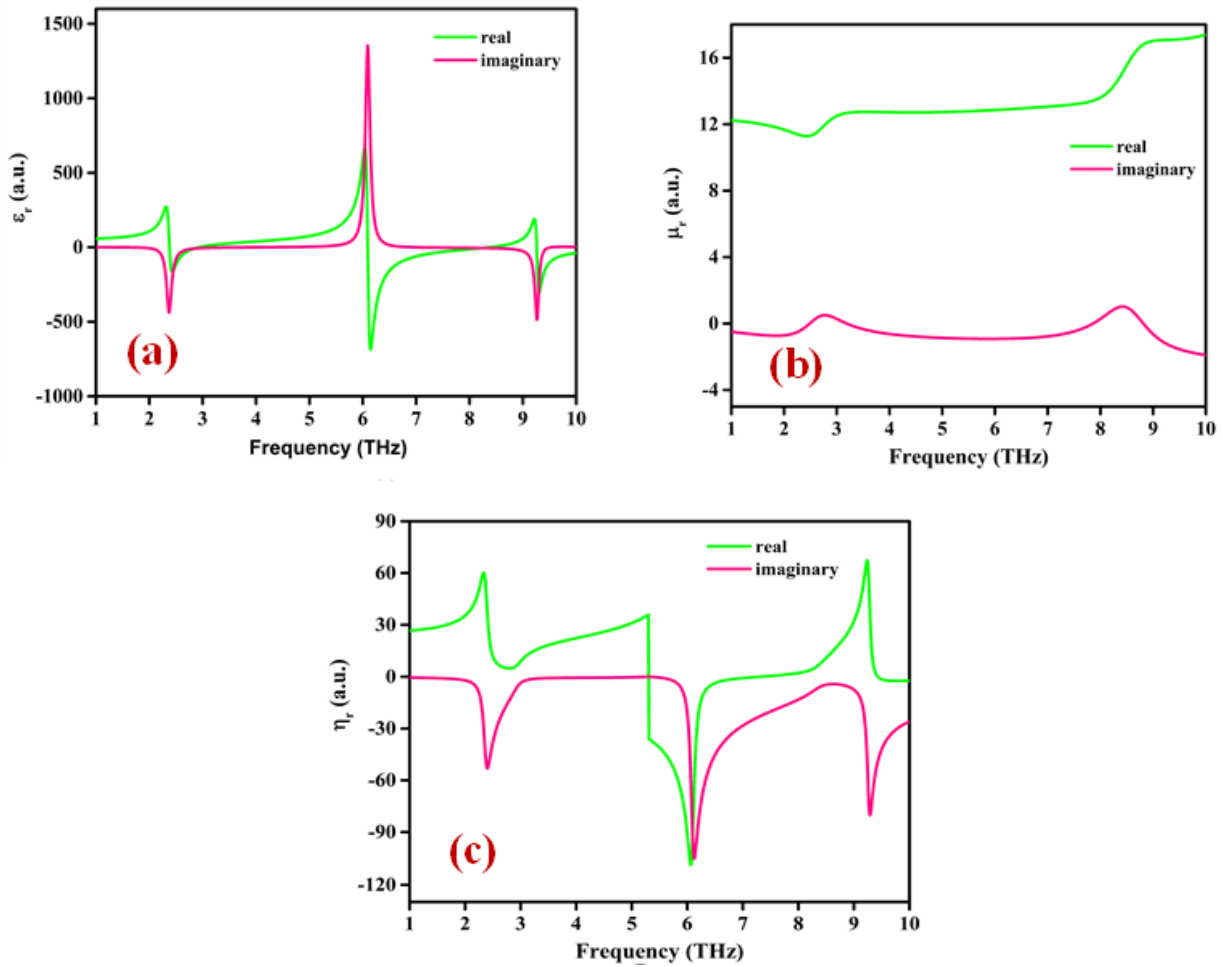 1500
1000
500
0
-500
-1000
εr (a.u.)
real
imaginary
(a)
1 2 3 4 5 6 7 8 9 10
Frequency (THz)
16
12
8
4
0
-4
μr (a.u.)
real
imaginary
(b)
1 2 3 4 5 6 7 8 9 10
Frequency (THz)
90
60
30
0
-30
-60
-90
-120
ηr (a.u.)
real
imaginary
(c)
1 2 3 4 5 6 7 8 9 10
Frequency (THz)